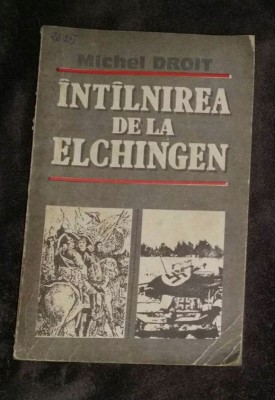 Michel DROIT
ÎNTÎLNIREA
DE LA
ELCHINGEN